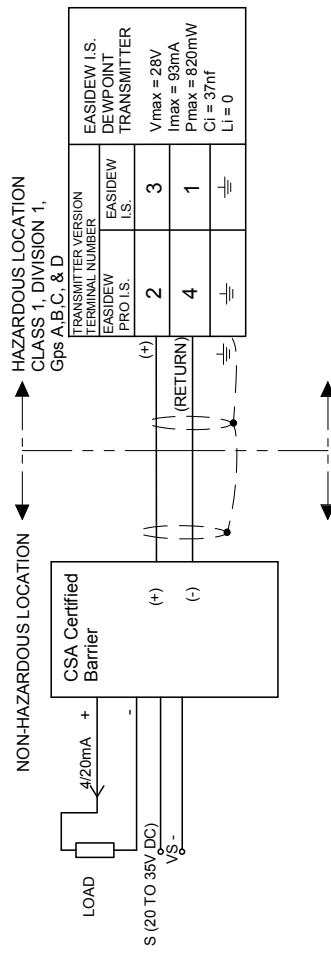 NON-HAZARDOUS LOCATION
HAZARDOUS LOCATION
CLASS 1, DIVISION 1,
Gps A,B,C, & D
LOAD
4/20mA
+
-
S (20 TO 35V DC)
VS -
CSA Certified
Barrier
(+)
(-)
(+)
(RETURN)
TRANSMITTER VERSION
TERMINAL NUMBER
EASIDEW
PRO I.S.
EASIDEW
I.S.
2
3
4
1
EASIDEW I.S.
DEWPOINT
TRANSMITTER
Vmax = 28V
Imax = 93mA
Pmax = 820mW
Ci = 37nf
Li = 0